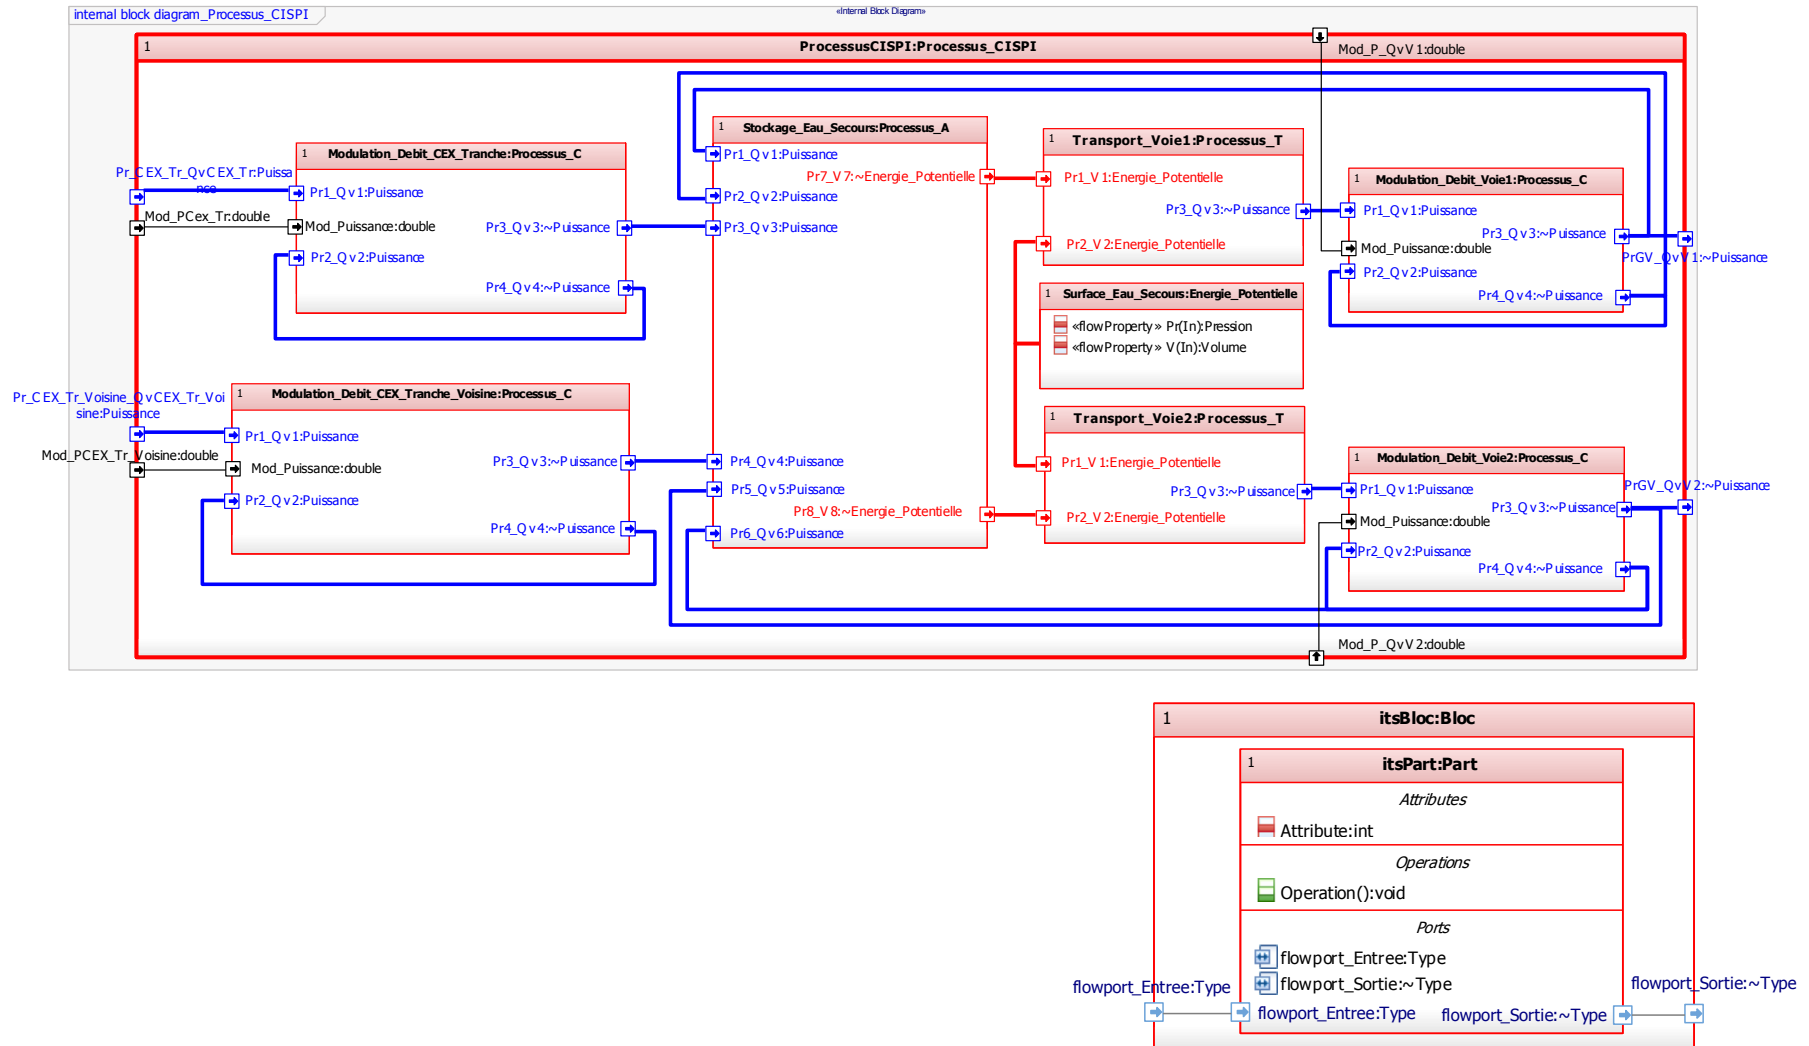 internal block diagram_Processus_CISPI
«Internal Block Diagram»
1
ProcessusCISPI:Processus_CISPI
Mod_P_QvV1:double
Pr_CEX_Tr_QvCEX_Tr:Puissa
nce
Mod_PCex_Tr:double
1
Modulation_Debit_CEX_Tranche:Processus_C
Pr1_Qv1:Puissance
Mod_Puissance:double
Pr2_Qv2:Puissance
Pr3_Qv3:~Puissance
Pr4_Qv4:~Puissance
1
Stockage_Eau_Secours:Processus_A
Pr1_Qv1:Puissance
Pr7_V7:~Energie_Potentielle
Pr2_Qv2:Puissance
Pr3_Qv3:Puissance
Pr4_Qv4:Puissance
Pr5_Qv5:Puissance
Pr8_V8:~Energie_Potentielle
Pr6_Qv6:Puissance
1
Transport_Voie1:Processus_T
Pr1_V1:Energie_Potentielle
Pr3_Qv3:~Puissance
Pr2_V2:Energie_Potentielle
1
Surface_Eau_Secours:Energie_Potentielle
«flowProperty» Pr(In):Pression
«flowProperty» V(In):Volume
1
Transport_Voie2:Processus_T
Pr1_V1:Energie_Potentielle
Pr3_Qv3:~Puissance
Pr2_V2:Energie_Potentielle
1
Modulation_Debit_Voie1:Processus_C
Pr1_Qv1:Puissance
Pr3_Qv3:~Puissance
Mod_Puissance:double
Pr2_Qv2:Puissance
Pr4_Qv4:~Puissance
PrGV_QvV1:~Puissance
Pr_CEX_Tr_Voisine_QvCEX_Tr_Voi
sine:Puissance
Mod_PCEX_Tr_Voisine:double
1
Modulation_Debit_CEX_Tranche_Voisine:Processus_C
Pr1_Qv1:Puissance
Mod_Puissance:double
Pr2_Qv2:Puissance
Pr3_Qv3:~Puissance
Pr4_Qv4:~Puissance
1
Modulation_Debit_Voie2:Processus_C
Pr1_Qv1:Puissance
Pr3_Qv3:~Puissance
Mod_Puissance:double
Pr2_Qv2:Puissance
Pr4_Qv4:~Puissance
PrGV_QvV2:~Puissance
Mod_P_QvV2:double
1
itsBloc:Bloc
1
itsPart:Part
Attributes
Attribute:int
Operations
Operation():void
Ports
flowport_Entree:Type
flowport_Sortie:~Type
flowport_Entree:Type
flowport_Entree:Type
flowport_Sortie:~Type
flowport_Sortie:~Type